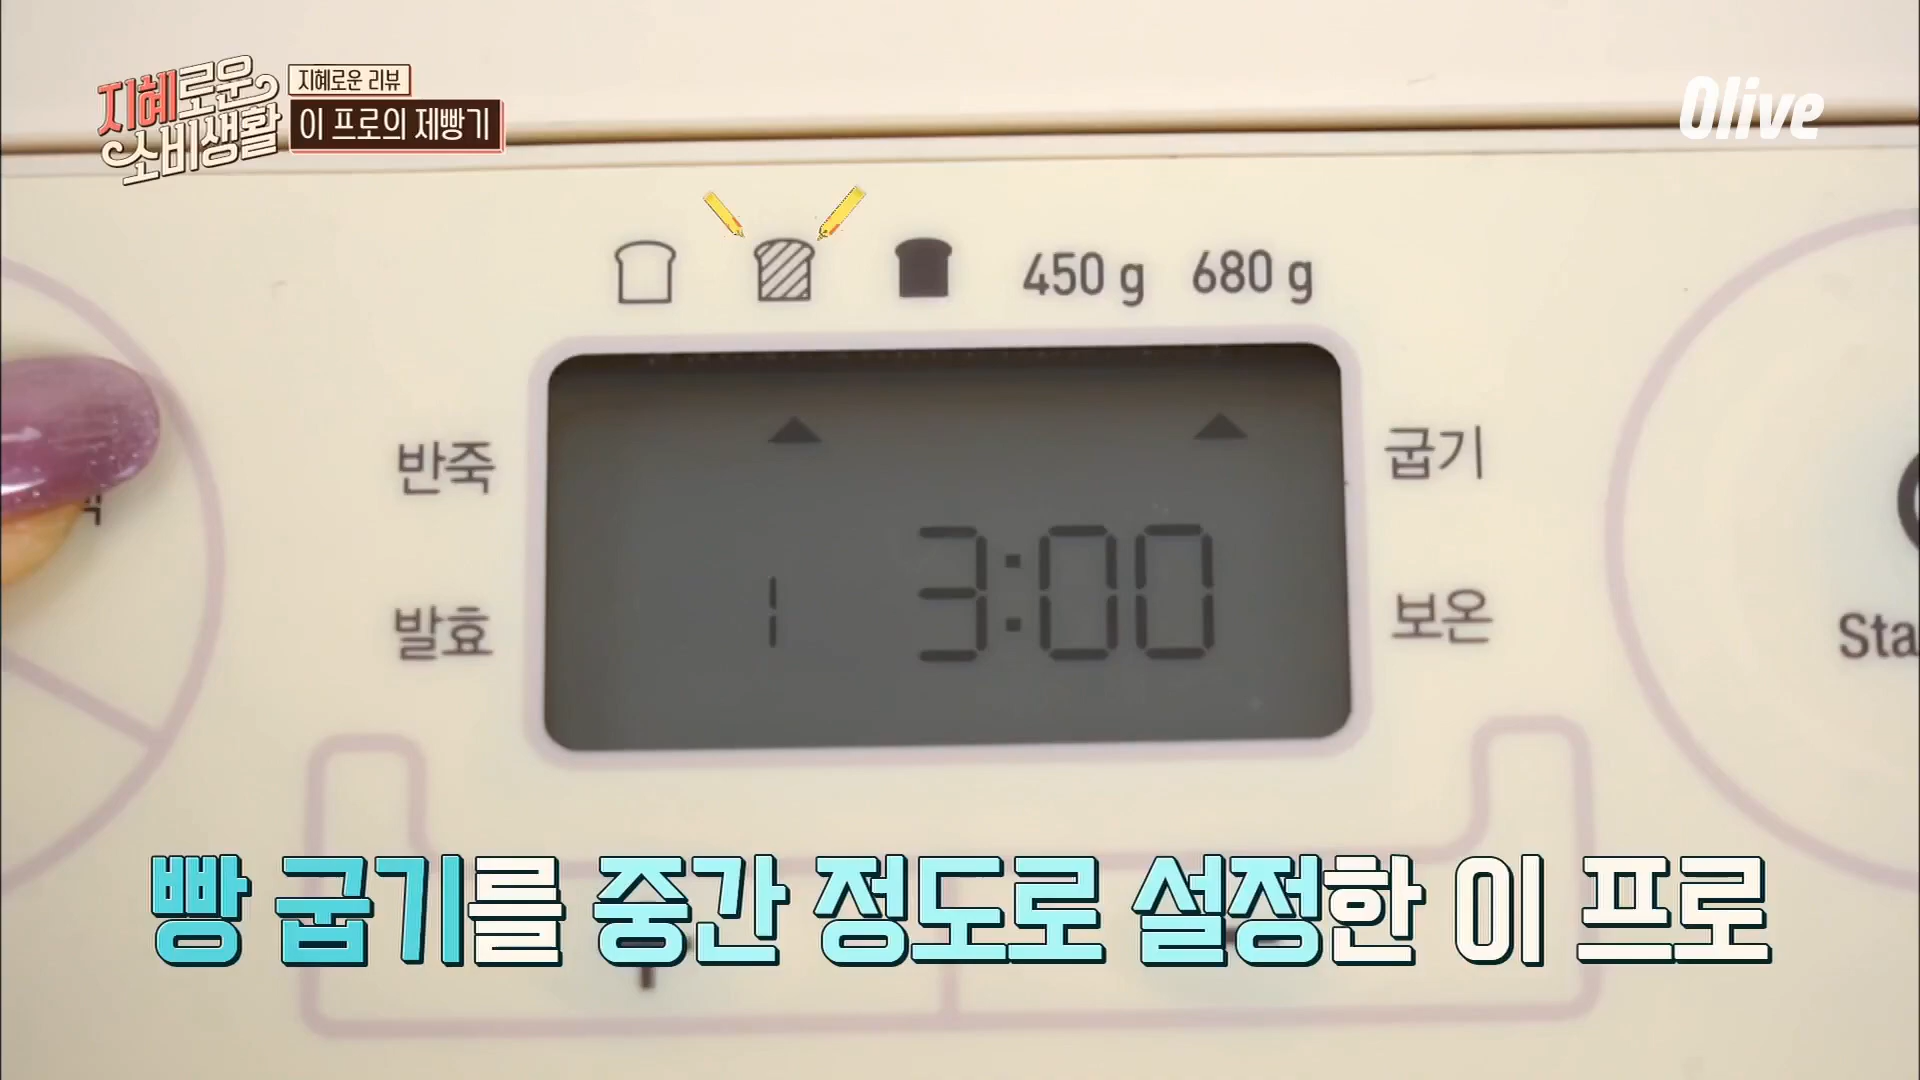 지혜로운
소비생활
지혜로운 리뷰
이 프로의 제빵기
Olive
450 g 680 g
반죽
굽기
1 3:00
발효
보온
빵 굽기를 중간 정도로 설정한 이 프로